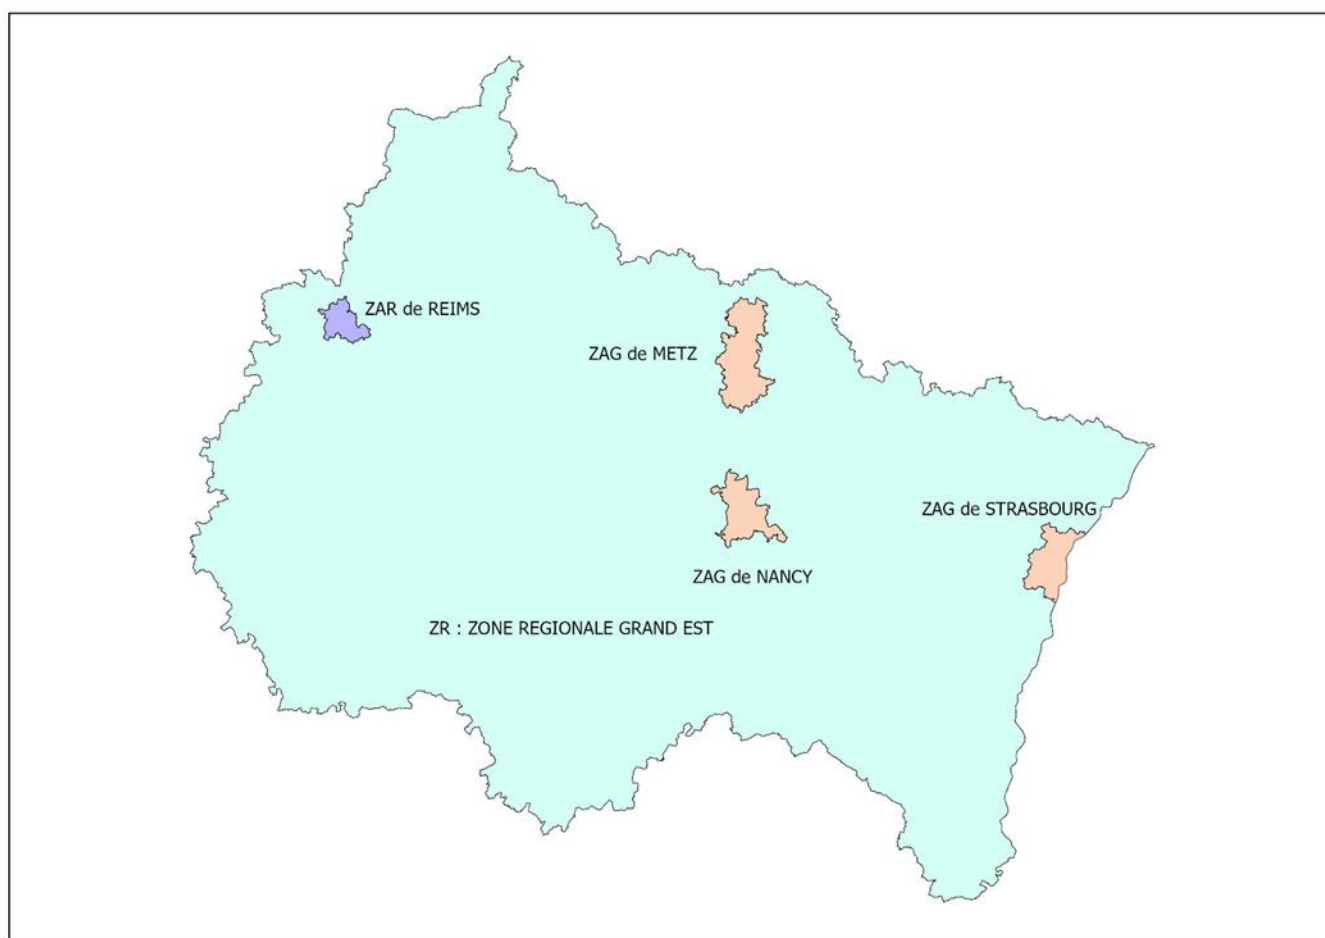 ZAR de REIMS
ZAG de METZ
ZAG de STRASBOURG
ZAG de NANCY
ZR : ZONE REGIONALE GRAND EST